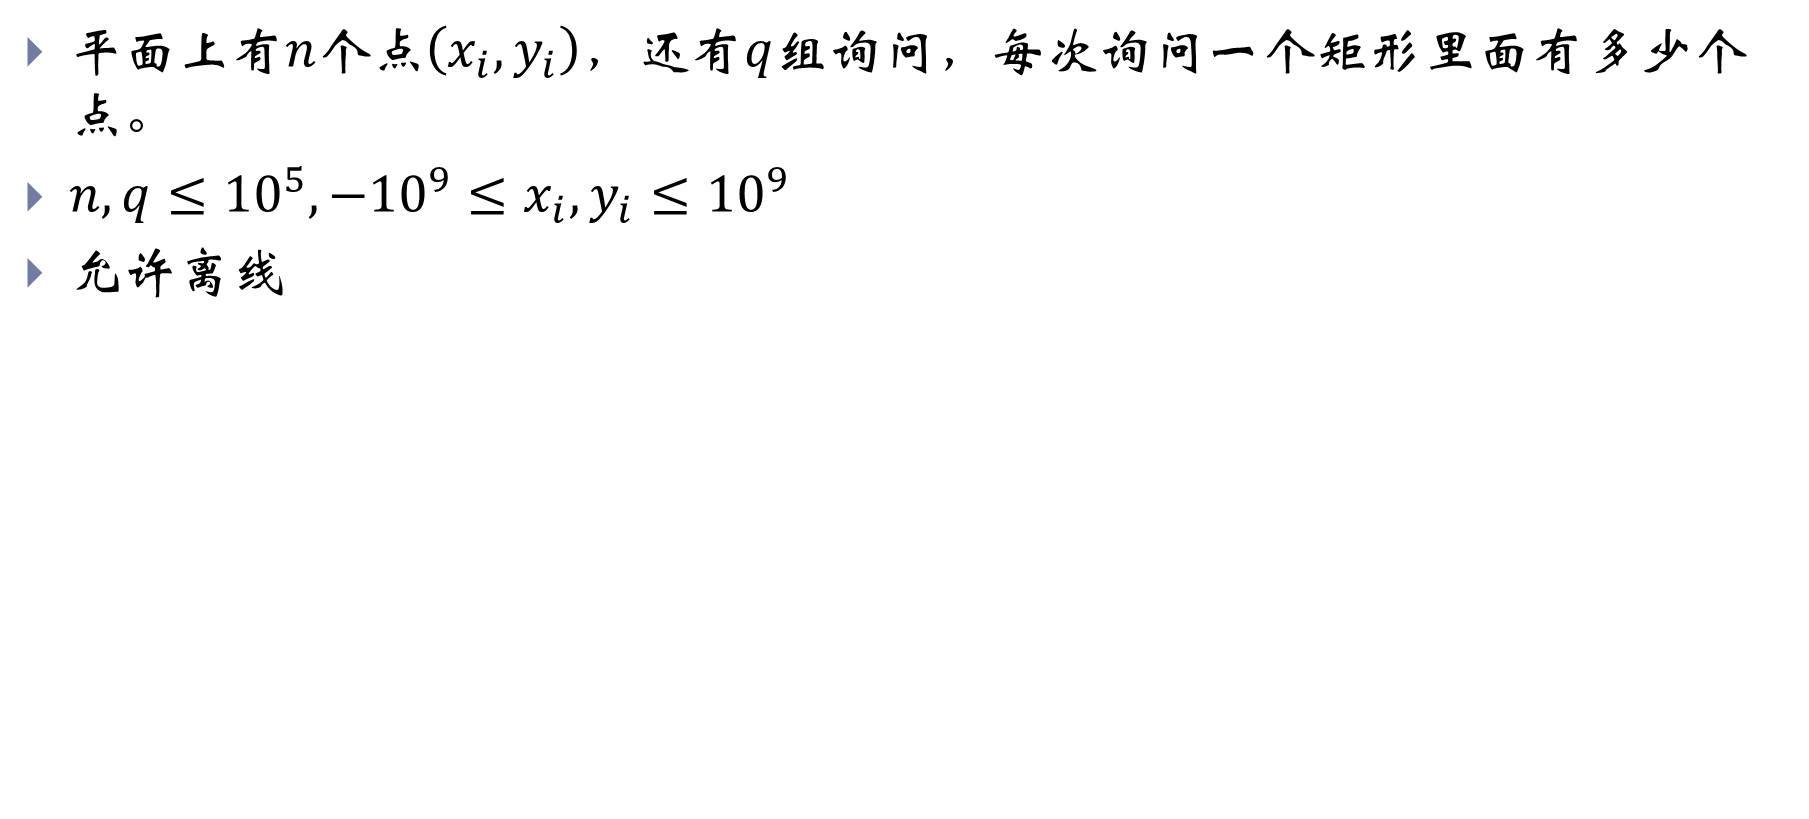 平面上有n个点(xᵢ, yᵢ)，还有q组询问，每次询问一个矩形里面有多少个
点。
n, q ≤ 10⁵, −10⁹ ≤ xᵢ, yᵢ ≤ 10⁹
允许离线